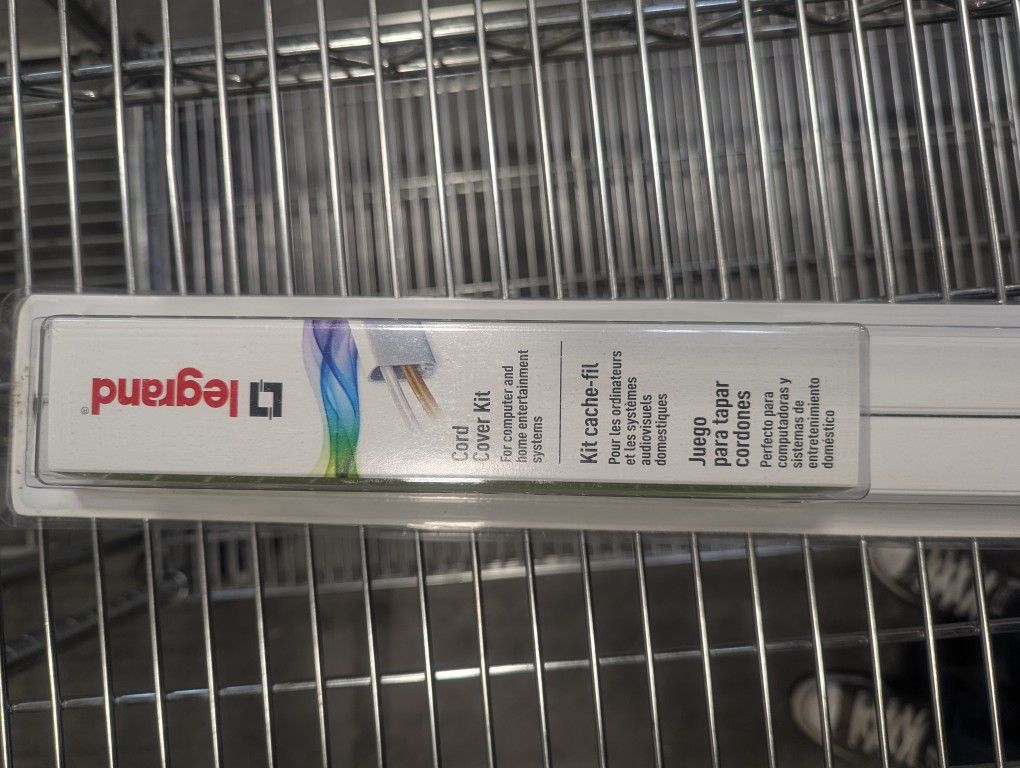 legrand®
Cord
Cover Kit
For computer and
home entertainment
systems
Kit cache-fil
Pour les ordinateurs
et les systèmes
audiovisuels
domestiques
Juego
para tapar
cordones
Perfecto para
computadoras y
sistemas de
entretenimiento
doméstico